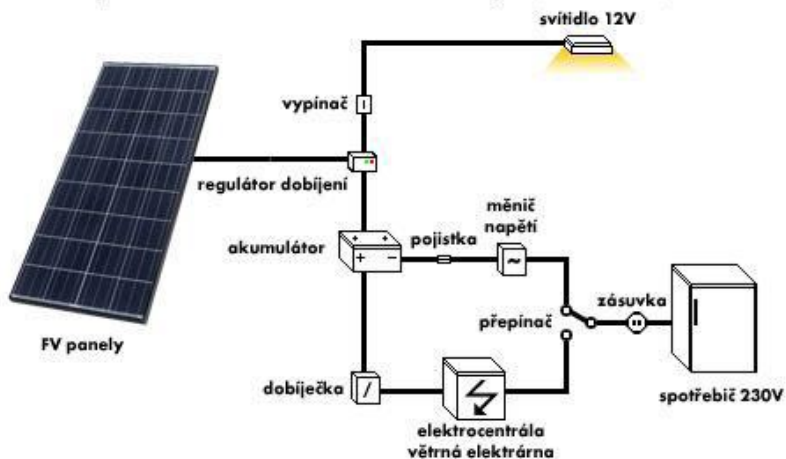 svítidlo 12V
vypínač
regulátor dobíjení
měnič
napětí
akumulátor
pojistka
+ −
~
zásuvka
přepínač
FV panely
dobíječka
/
spotřebič 230V
elektrocentrála
větrná elektrárna